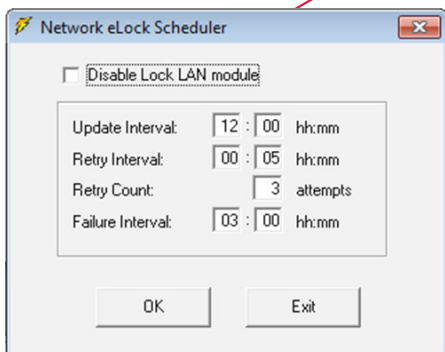 Network eLock Scheduler
Disable Lock LAN module
Update Interval: 12 : 00 hh:mm
Retry Interval: 00 : 05 hh:mm
Retry Count: 3 attempts
Failure Interval: 03 : 00 hh:mm
OK Exit